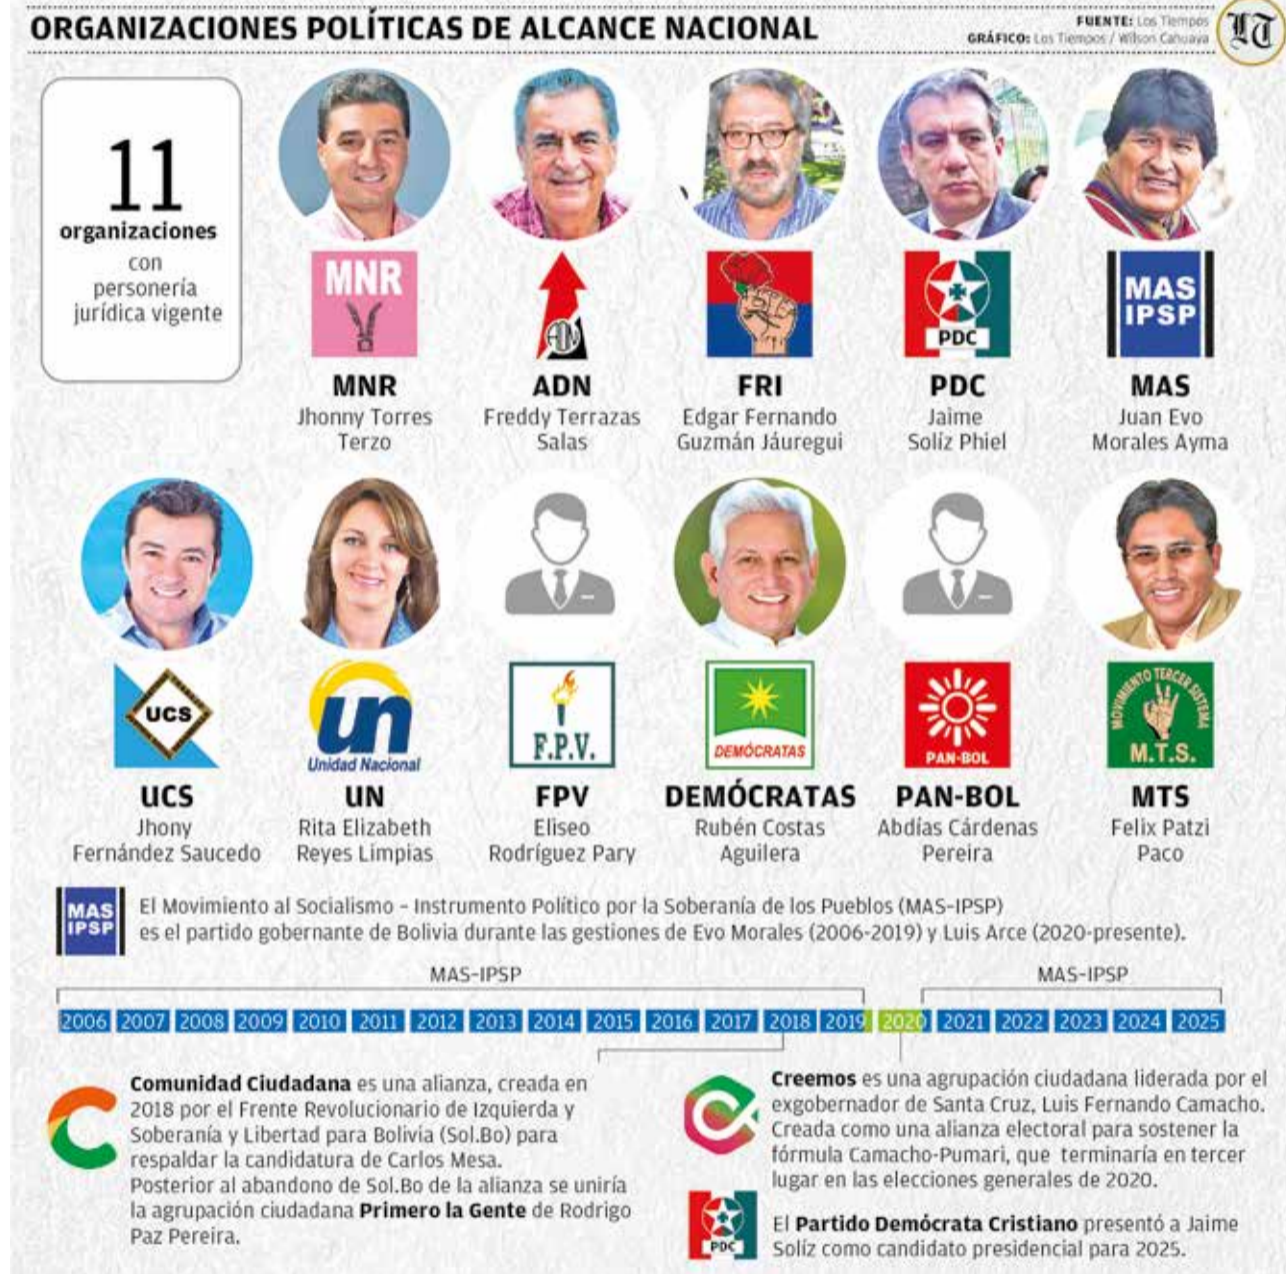 ORGANIZACIONES POLÍTICAS DE ALCANCE NACIONAL
FUENTE: Los Tiempos
GRÁFICO: Los Tiempos / Wilson Cahuaya
LT
11
organizaciones
con
personería
jurídica vigente
MNR
ADN
PDC
MAS
IPSP
MNR
Jhonny Torres
Terzo
ADN
Freddy Terrazas
Salas
FRI
Edgar Fernando
Guzmán Jáuregui
PDC
Jaime
Solíz Phiel
MAS
Juan Evo
Morales Ayma
UCS
un
Unidad Nacional
F.P.V.
DEMÓCRATAS
PAN-BOL
MOVIMIENTO TERCER SISTEMA
M.T.S.
UCS
Jhony
Fernández Saucedo
UN
Rita Elizabeth
Reyes Limpias
FPV
Eliseo
Rodríguez Pary
DEMÓCRATAS
Rubén Costas
Aguilera
PAN-BOL
Abdías Cárdenas
Pereira
MTS
Felix Patzi
Paco
MAS
IPSP
El Movimiento al Socialismo – Instrumento Político por la Soberanía de los Pueblos (MAS-IPSP)
es el partido gobernante de Bolivia durante las gestiones de Evo Morales (2006-2019) y Luis Arce (2020-presente).
MAS-IPSP
MAS-IPSP
2006 2007 2008 2009 2010 2011 2012 2013 2014 2015 2016 2017 2018 2019 2020 2021 2022 2023 2024 2025
Comunidad Ciudadana es una alianza, creada en
2018 por el Frente Revolucionario de Izquierda y
Soberanía y Libertad para Bolivia (Sol.Bo) para
respaldar la candidatura de Carlos Mesa.
Posterior al abandono de Sol.Bo de la alianza se uniría
la agrupación ciudadana Primero la Gente de Rodrigo
Paz Pereira.
Creemos es una agrupación ciudadana liderada por el
exgobernador de Santa Cruz, Luis Fernando Camacho.
Creada como una alianza electoral para sostener la
fórmula Camacho-Pumari, que terminaría en tercer
lugar en las elecciones generales de 2020.
PDC
El Partido Demócrata Cristiano presentó a Jaime
Solíz como candidato presidencial para 2025.